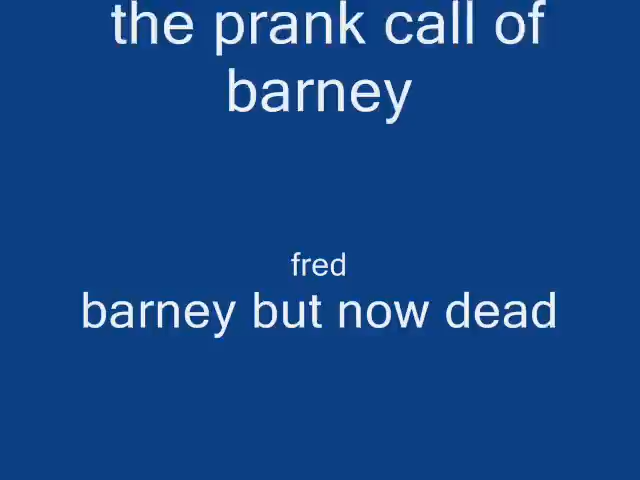 the prank call of
barney
fred
barney but now dead